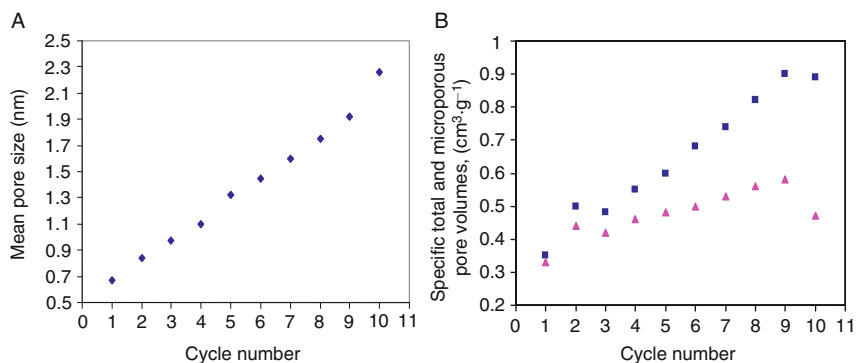 A
Mean pore size (nm)
2.5
2.3
2.1
1.9
1.7
1.5
1.3
1.1
0.9
0.7
0.5
0 1 2 3 4 5 6 7 8 9 10 11
Cycle number
B
Specific total and microporous
pore volumes, (cm³·g⁻¹)
1
0.9
0.8
0.7
0.6
0.5
0.4
0.3
0.2
0 1 2 3 4 5 6 7 8 9 10 11
Cycle number